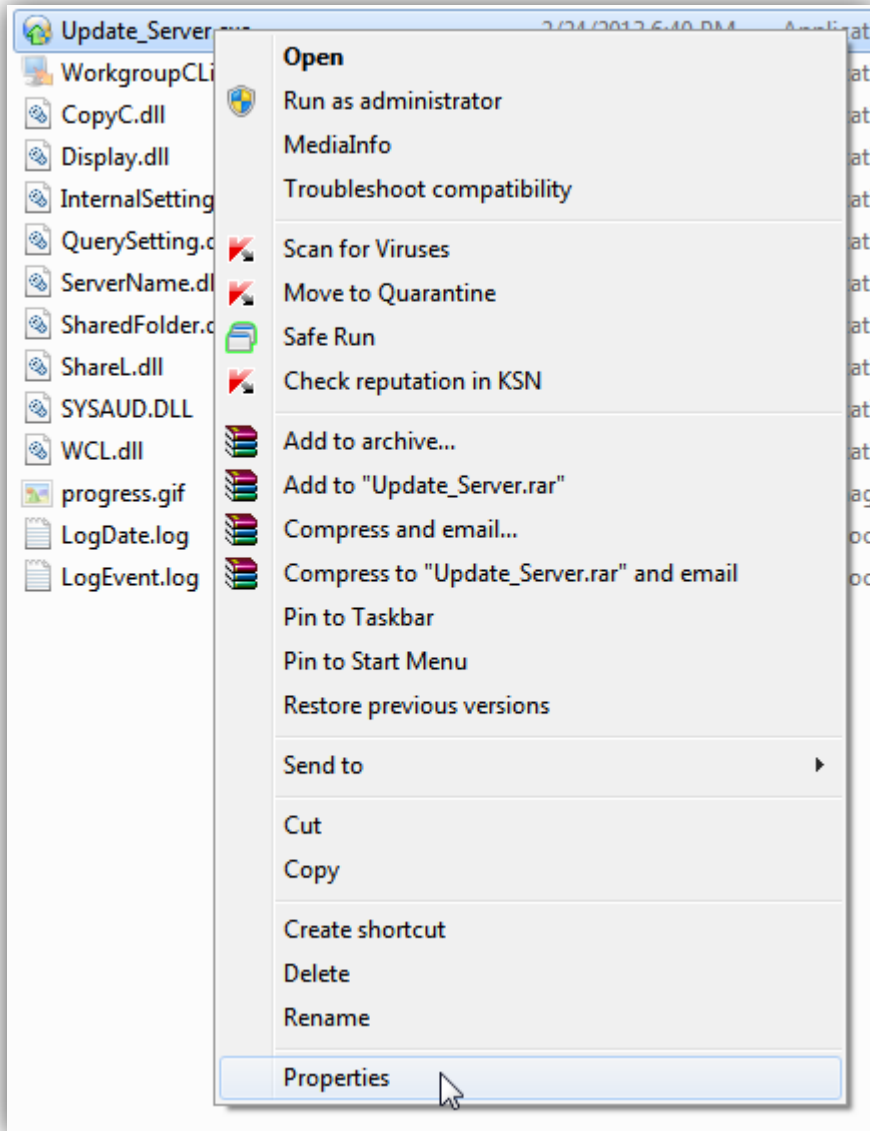 Update_Server.exe
Open
WorkgroupCLi
Run as administrator
CopyC.dll
MediaInfo
Display.dll
Troubleshoot compatibility
InternalSetting
QuerySetting.d
Scan for Viruses
ServerName.dl
Move to Quarantine
SharedFolder.d
Safe Run
ShareL.dll
Check reputation in KSN
SYSAUD.DLL
WCL.dll
Add to archive...
progress.gif
Add to "Update_Server.rar"
LogDate.log
Compress and email...
LogEvent.log
Compress to "Update_Server.rar" and email
Pin to Taskbar
Pin to Start Menu
Restore previous versions
Send to
Cut
Copy
Create shortcut
Delete
Rename
Properties